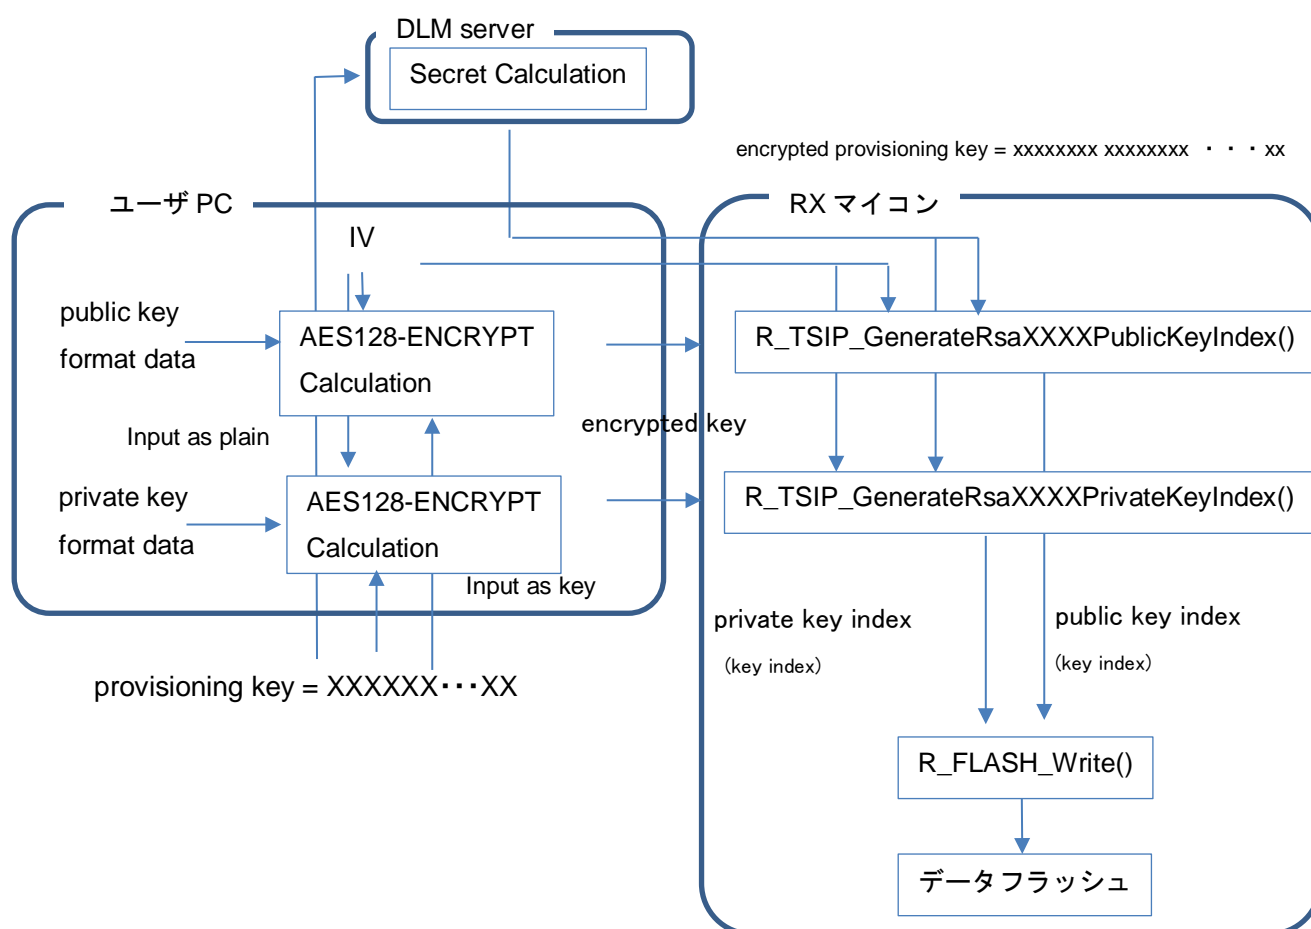 DLM server
Secret Calculation
encrypted provisioning key = xxxxxxxx xxxxxxxx ・・・xx
ユーザ PC
RX マイコン
IV
public key
format data
AES128-ENCRYPT
Calculation
R_TSIP_GenerateRsaXXXXPublicKeyIndex()
Input as plain
encrypted key
private key
format data
AES128-ENCRYPT
Calculation
R_TSIP_GenerateRsaXXXXPrivateKeyIndex()
Input as key
private key index
(key index)
public key index
(key index)
provisioning key = XXXXXX・・・XX
R_FLASH_Write()
データフラッシュ